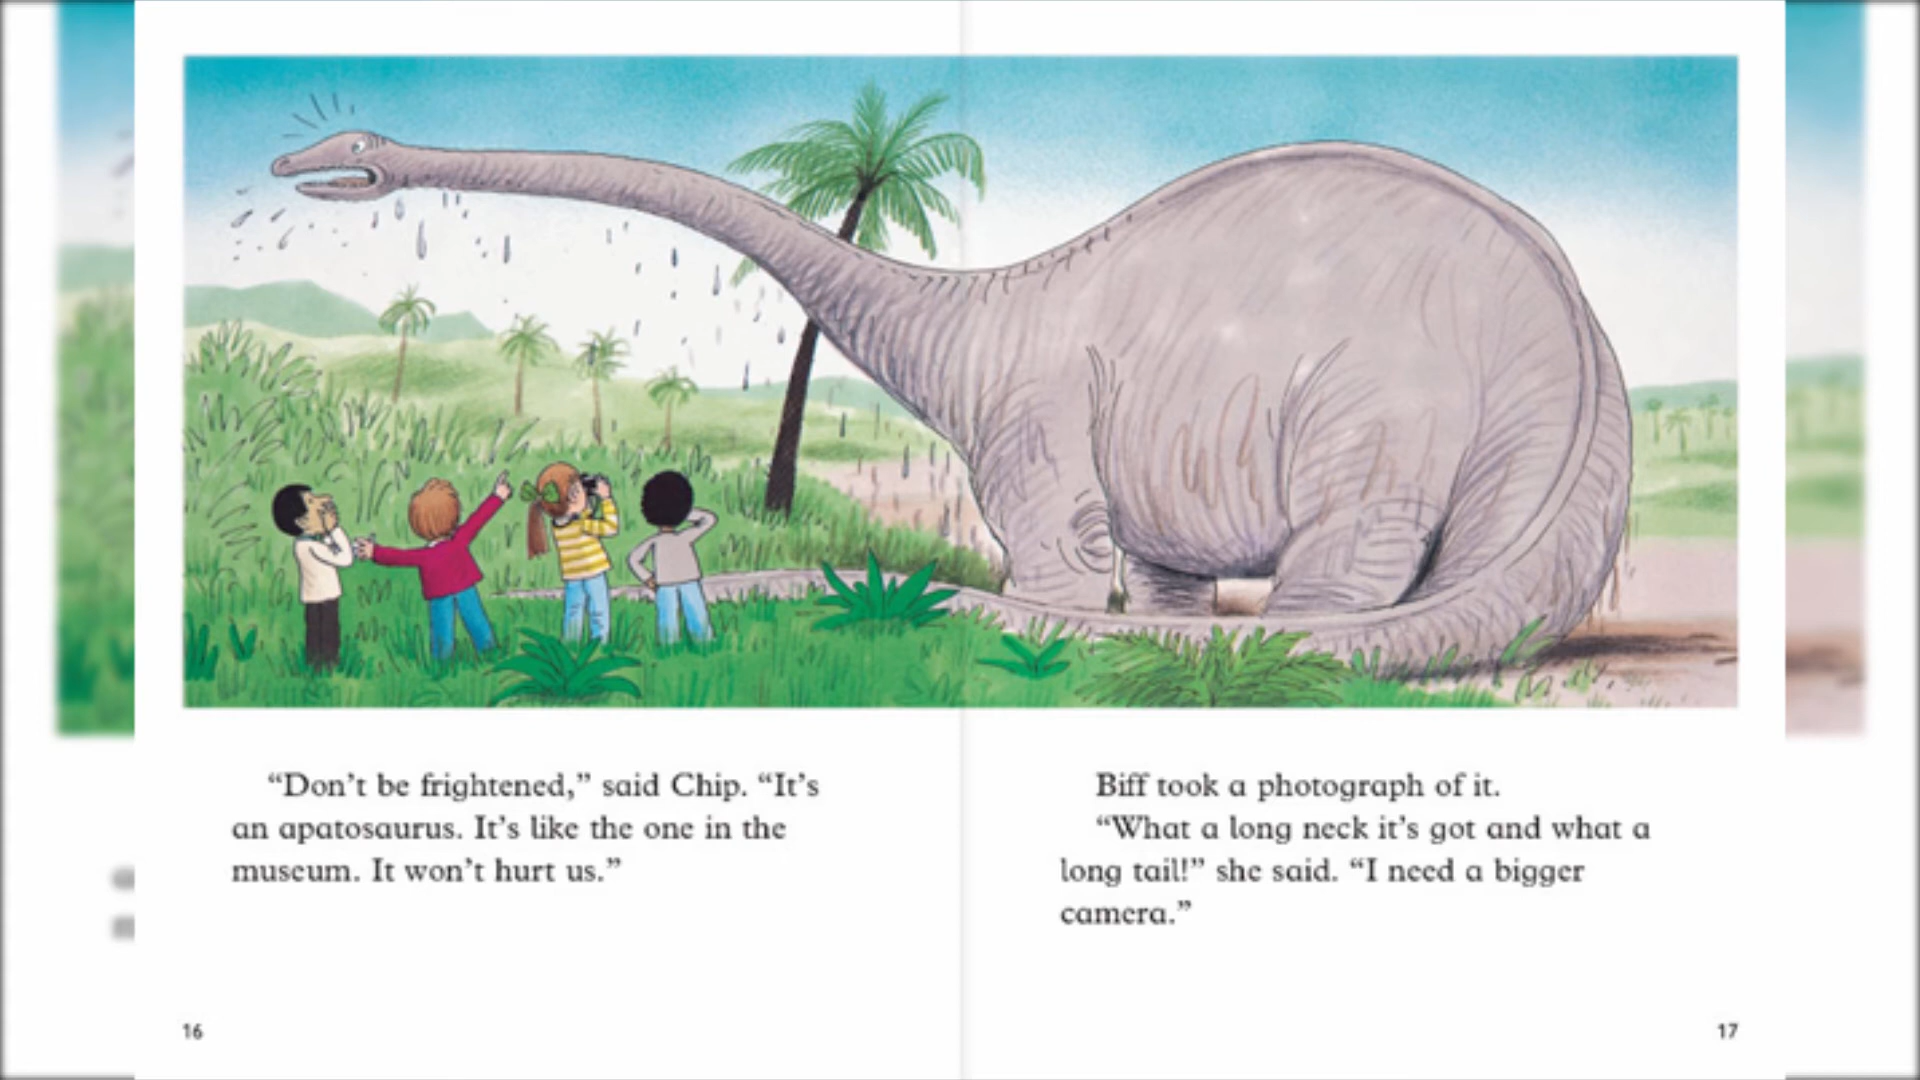 “Don’t be frightened,” said Chip. “It’s
an apatosaurus. It’s like the one in the
museum. It won’t hurt us.”
16
Biff took a photograph of it.
“What a long neck it’s got and what a
long tail!” she said. “I need a bigger
camera.”
17